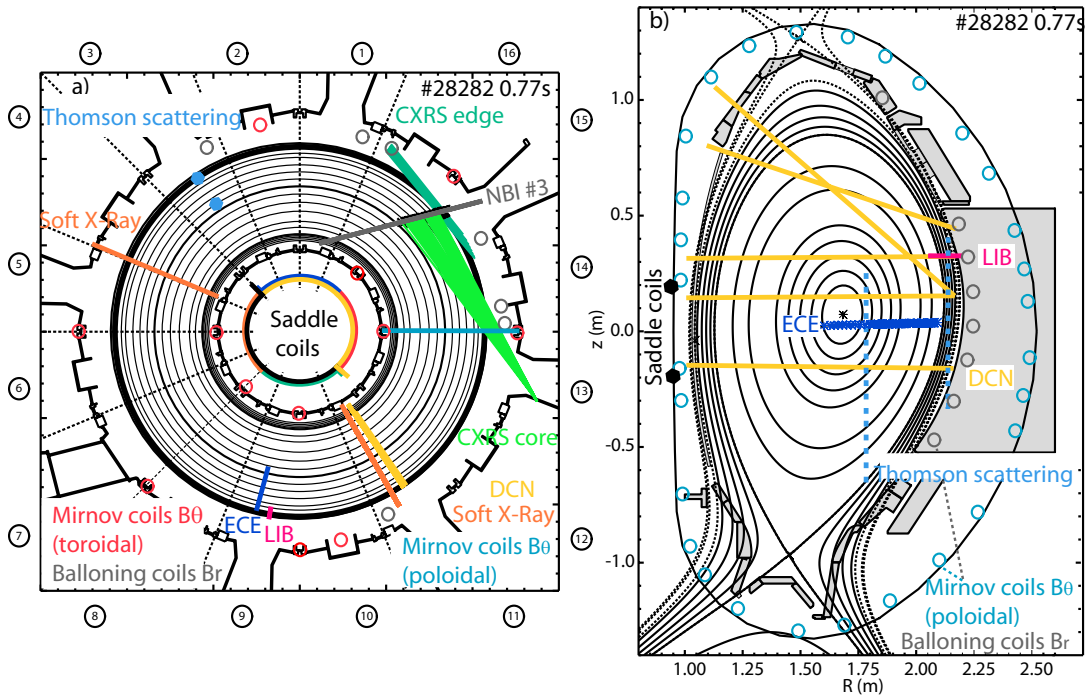 a)
#28282 0.77s
3
2
1
16
4
15
5
14
6
13
7
12
8
9
10
11
Thomson scattering
CXRS edge
NBI #3
Soft X-Ray
Saddle
coils
CXRS core
ECE
LIB
DCN
Soft X-Ray
Mirnov coils Bθ
(toroidal)
Balloning coils Br
Mirnov coils Bθ
(poloidal)
b)
#28282 0.77s
z (m)
1.0
0.5
0.0
-0.5
-1.0
Saddle coils
LIB
ECE
DCN
Thomson scattering
Mirnov coils Bθ
(poloidal)
Balloning coils Br
1.00
1.25
1.50
1.75
2.00
2.25
2.50
R (m)